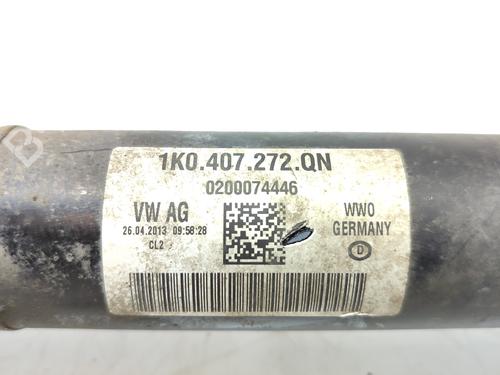 1K0.407.272.QN
0200074446
VW AG
26.04.2013 09:58:28
CL2
WWO
GERMANY
D